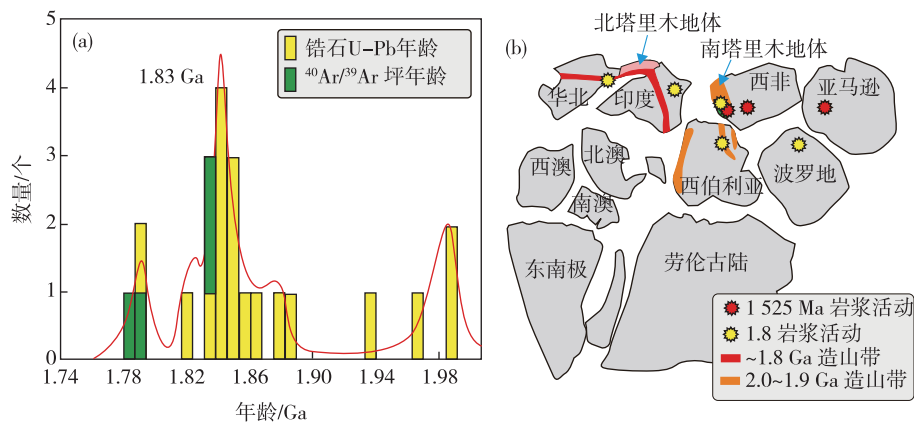 (a)
1.83 Ga
锆石U-Pb年龄
⁴⁰Ar/³⁹Ar 坪年龄
数量/个
5
4
3
2
1
0
1.74
1.78
1.82
1.86
1.90
1.94
1.98
年龄/Ga
(b)
北塔里木地体
南塔里木地体
华北
印度
西非
亚马逊
西澳
北澳
南澳
西伯利亚
波罗地
东南极
劳伦古陆
1 525 Ma 岩浆活动
1.8 岩浆活动
~1.8 Ga 造山带
2.0~1.9 Ga 造山带